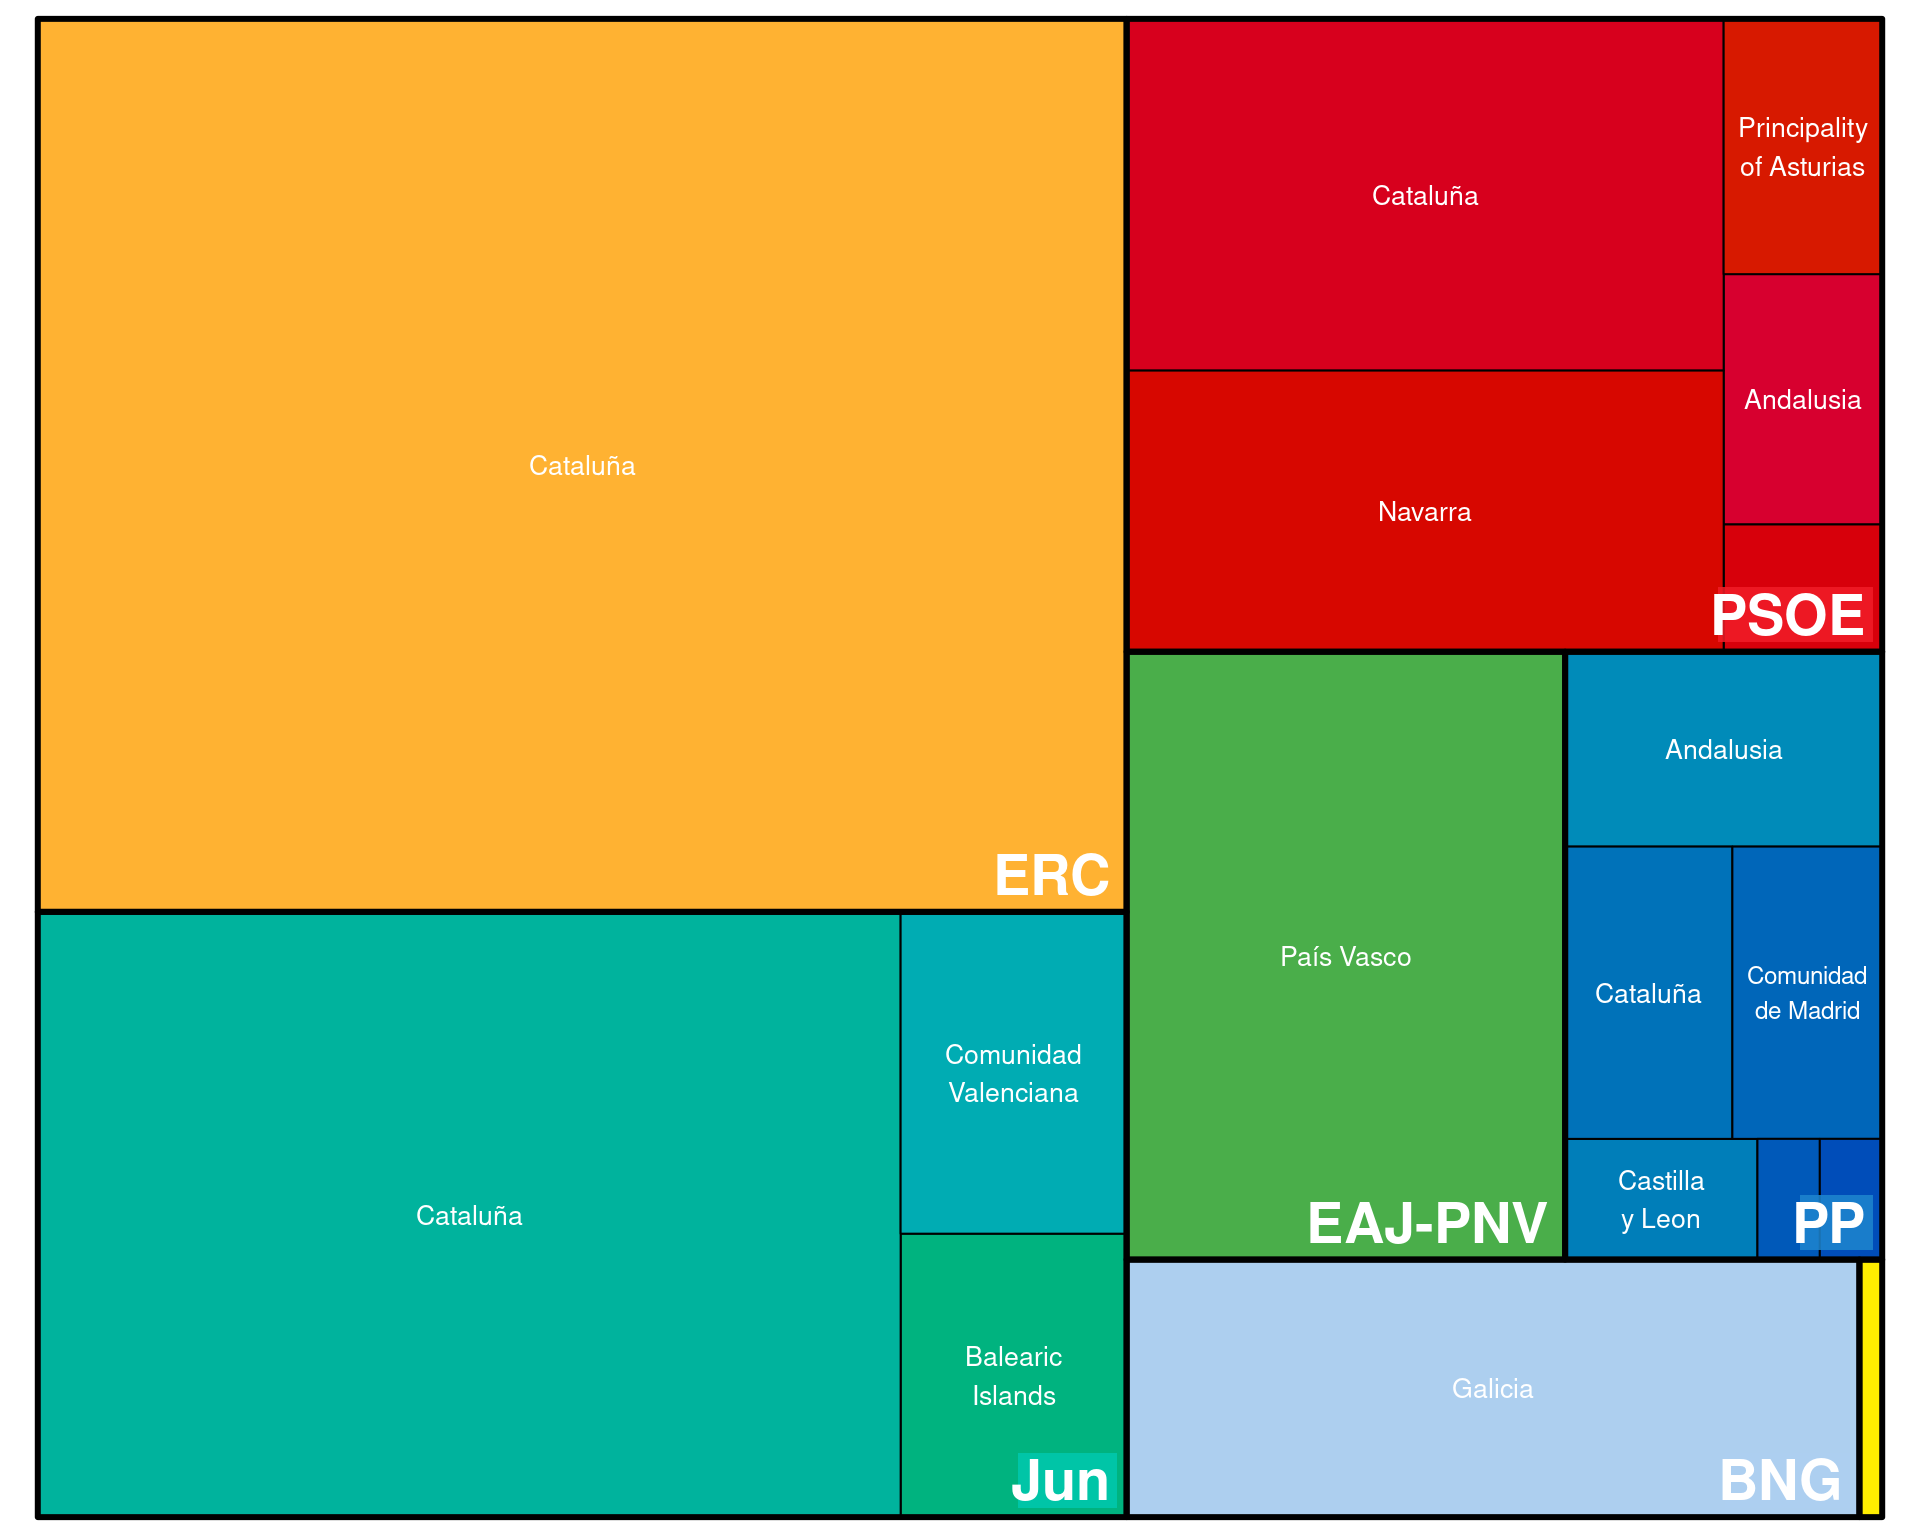 Cataluña
ERC
Cataluña
Comunidad
Valenciana
Balearic
Islands
Jun
Cataluña
Principality
of Asturias
Andalusia
Navarra
PSOE
País Vasco
EAJ-PNV
Andalusia
Cataluña
Comunidad
de Madrid
Castilla
y Leon
PP
Galicia
BNG